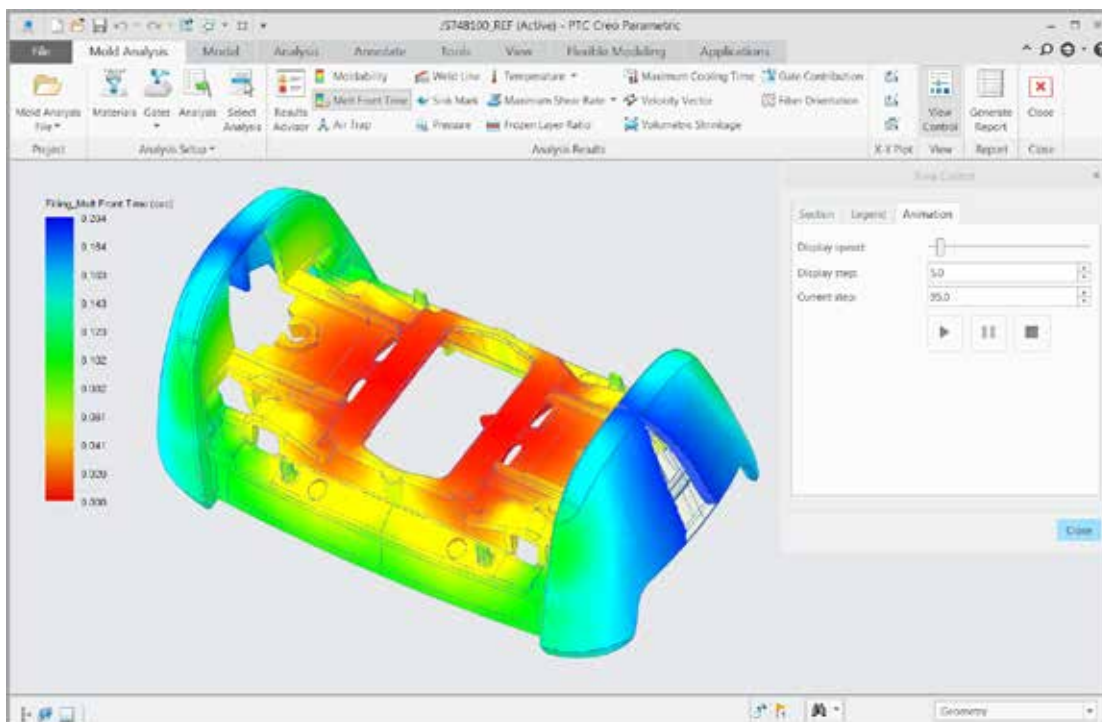 JS748100_REF (Active) - PTC Creo Parametric
File Mold Analysis Model Analysis Annotate Tools View Flexible Modeling Applications
Moldability Weld Line Temperature Maximum Cooling Time Gate Contribution
Mold Analysis File Materials Gates Analysis Select Analysis Results Advisor Melt Front Time Sink Mark Maximum Shear Rate Velocity Vector Fiber Orientation View Control Generate Report Close
Air Trap Pressure Frozen Layer Ratio Volumetric Shrinkage
Project Analysis Setup Analysis Results X-Y Plot View Report Close
View Control
Filling_Melt Front Time (sec)
0.204
0.184
0.163
0.143
0.123
0.102
0.082
0.061
0.041
0.020
0.000
Section Legend Animation
Display speed:
Display step: 5.0
Current step: 95.0
Close
Geometry